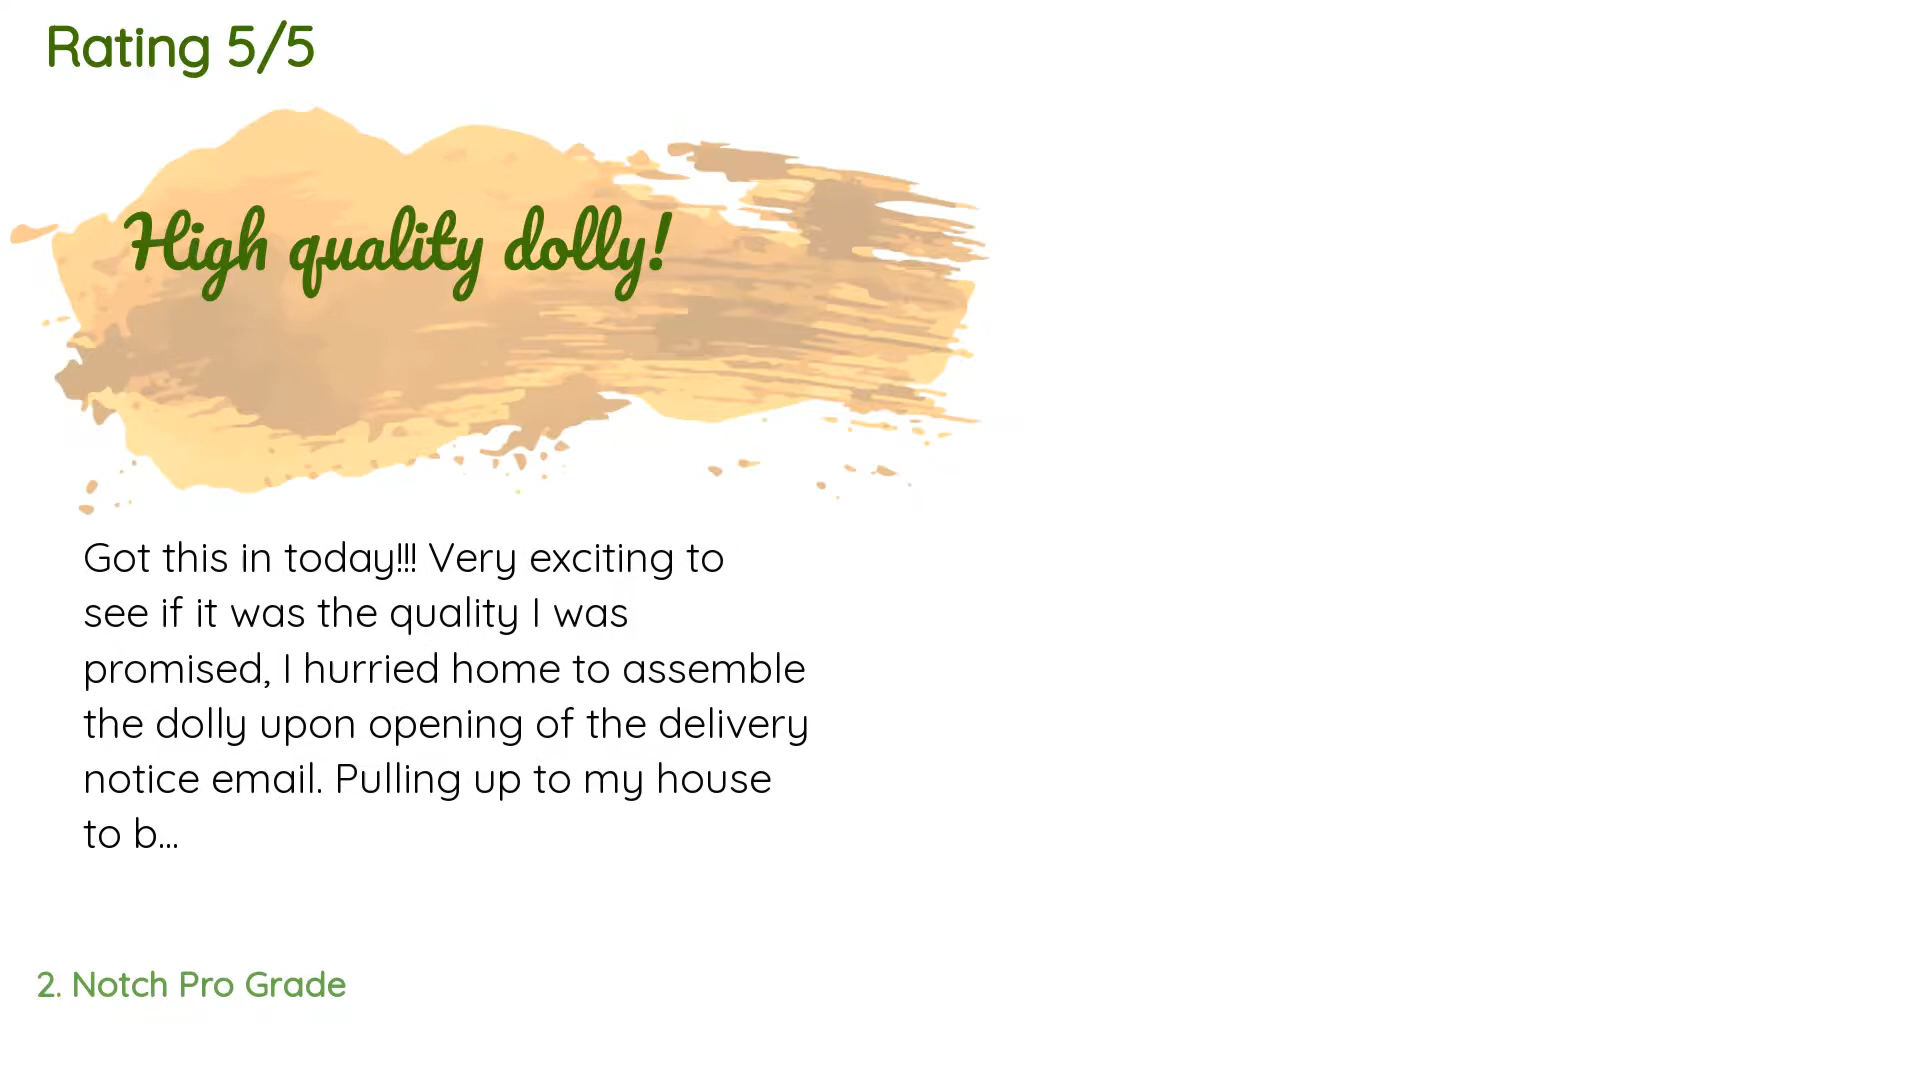 Rating 5/5
High quality dolly!
Got this in today!!! Very exciting to
see if it was the quality I was
promised, I hurried home to assemble
the dolly upon opening of the delivery
notice email. Pulling up to my house
to b...
2. Notch Pro Grade